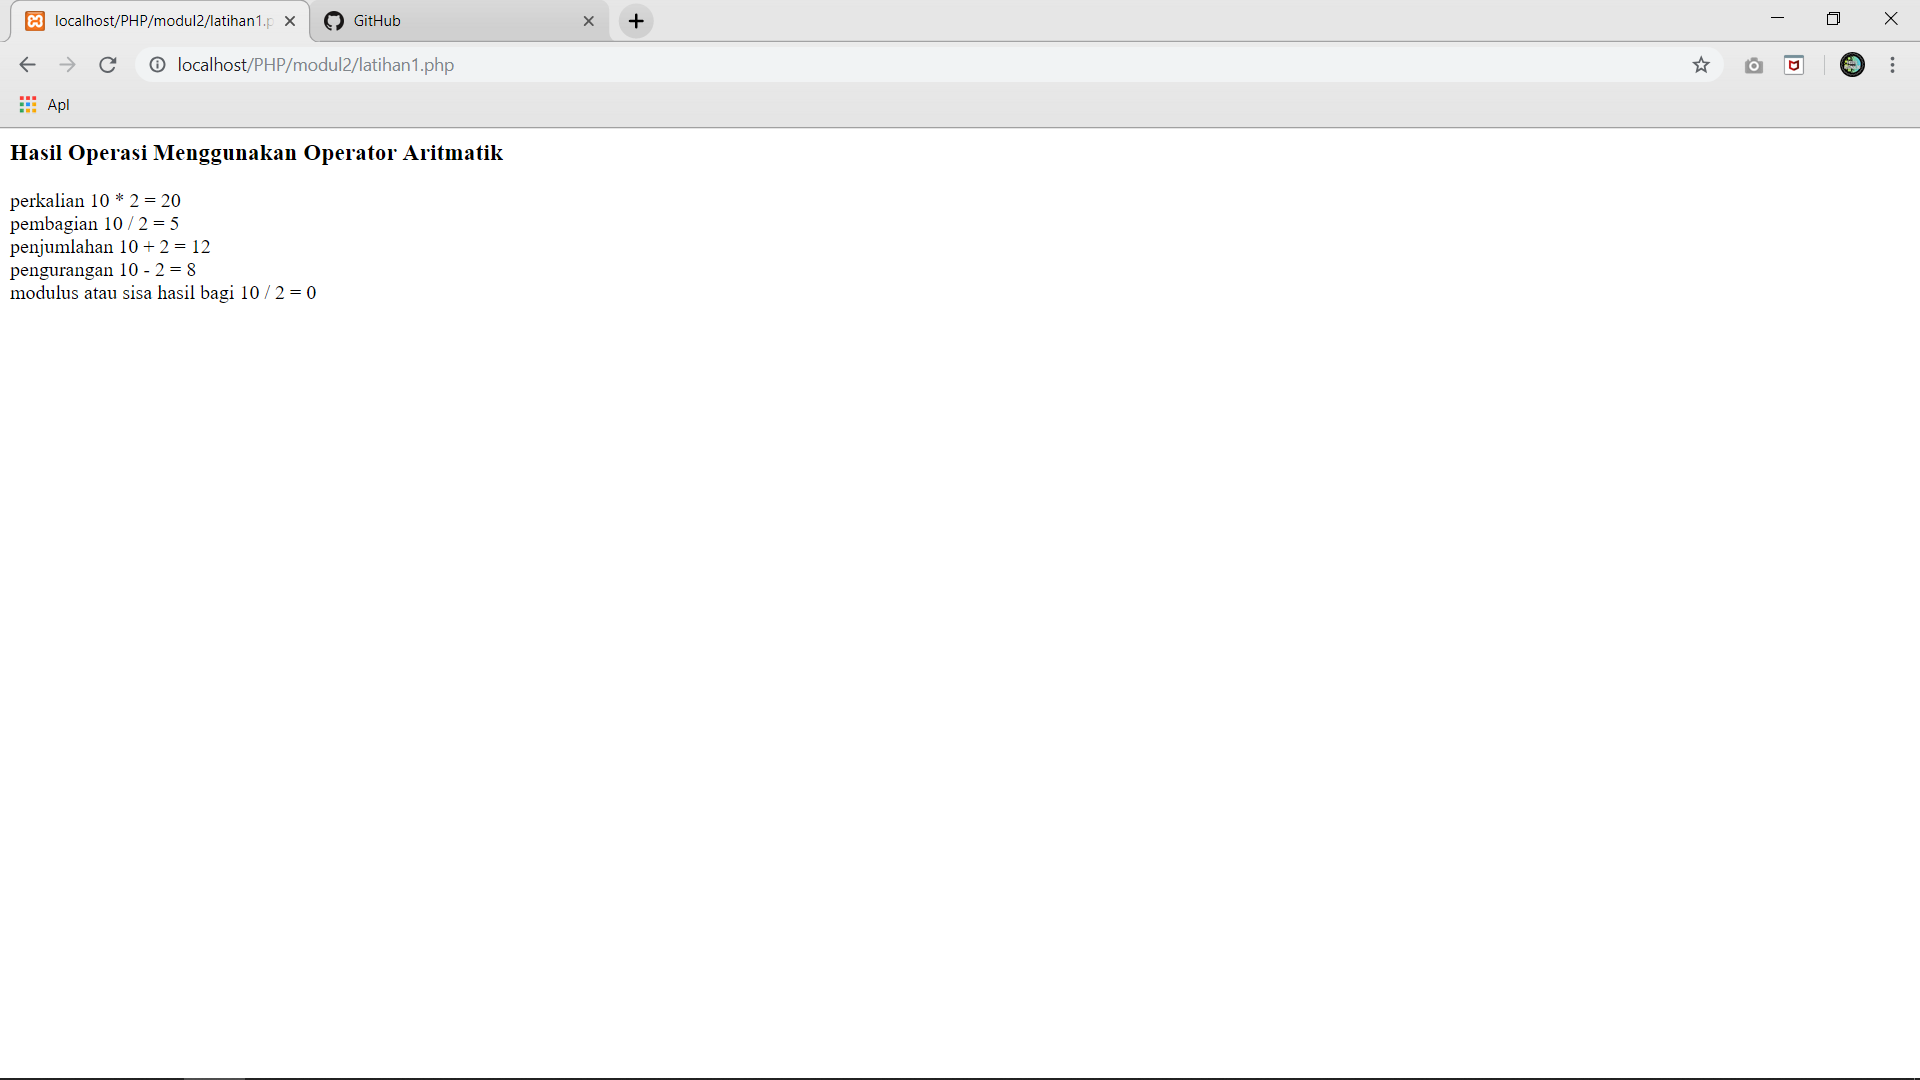 localhost/PHP/modul2/latihan1.p
GitHub
localhost/PHP/modul2/latihan1.php
Apl
Hasil Operasi Menggunakan Operator Aritmatik
perkalian 10 * 2 = 20
pembagian 10 / 2 = 5
penjumlahan 10 + 2 = 12
pengurangan 10 - 2 = 8
modulus atau sisa hasil bagi 10 / 2 = 0